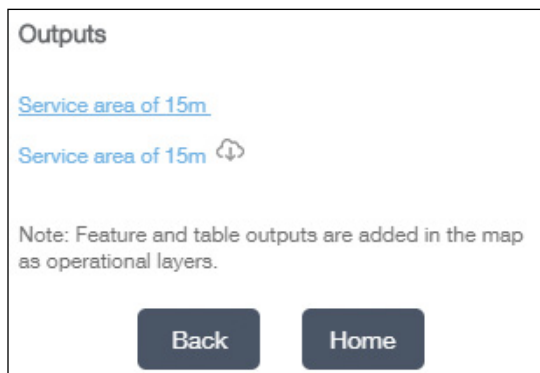 Outputs
Service area of 15m
Service area of 15m
Note: Feature and table outputs are added in the map
as operational layers.
Back Home